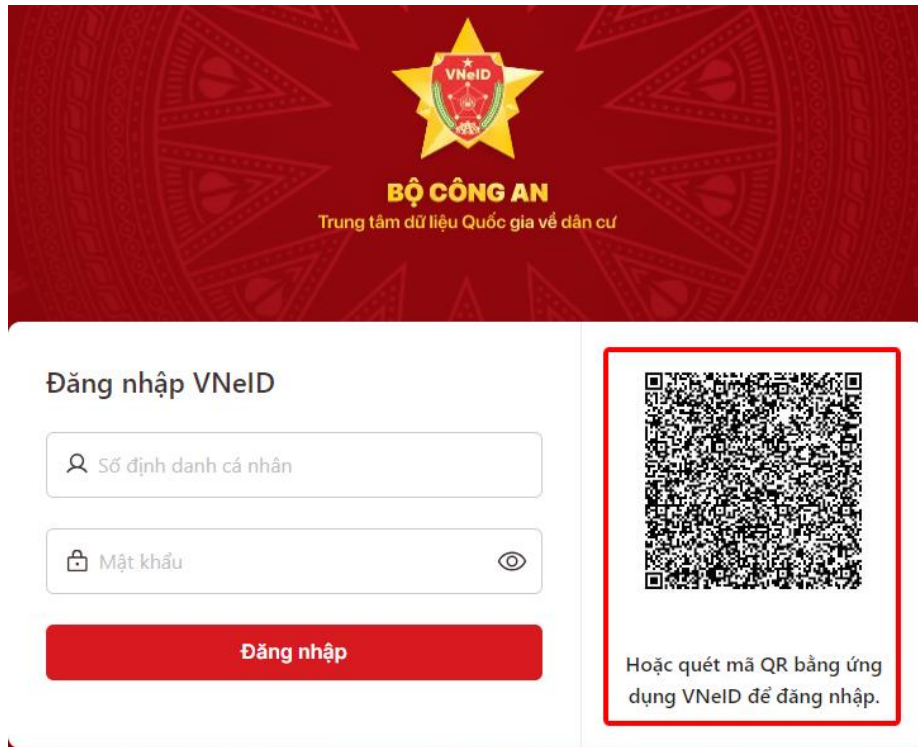 VNeID
BỘ CÔNG AN
Trung tâm dữ liệu Quốc gia về dân cư
Đăng nhập VNeID
Số định danh cá nhân
Mật khẩu
Đăng nhập
Hoặc quét mã QR bằng ứng
dụng VNeID để đăng nhập.